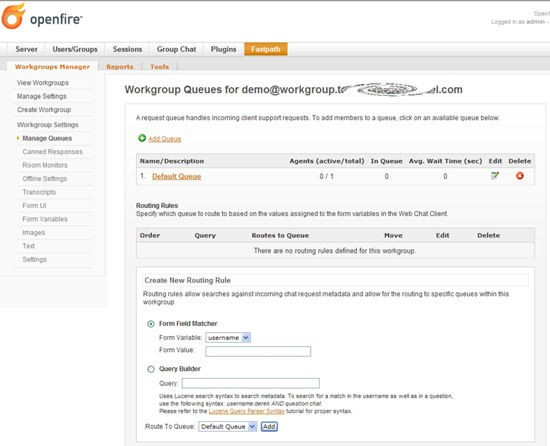 openfire™
Openf
Logged in as admin -
Server Users/Groups Sessions Group Chat Plugins Fastpath
Workgroups Manager Reports Tools
View Workgroups
Manage Settings
Create Workgroup
Workgroup Settings
Manage Queues
Canned Responses
Room Monitors
Offline Settings
Transcripts
Form UI
Form Variables
Images
Text
Settings
Workgroup Queues for demo@workgroup.to el.com
A request queue handles incoming client support requests. To add members to a queue, click on an available queue below.
Add Queue
Name/Description Agents (active/total) In Queue Avg. Wait Time (sec) Edit Delete
1. Default Queue 0 / 1 0 0
Routing Rules
Specify which queue to route to based on the values assigned to the form variables in the Web Chat Client.
Order Query Routes to Queue Move Edit Delete
There are no routing rules defined for this workgroup.
Create New Routing Rule
Routing rules allow searches against incoming chat request metadata and allow for the routing to specific queues within this
workgroup
Form Field Matcher
Form Variable: username
Form Value:
Query Builder
Query:
Uses Lucene search syntax to search metadata. To search for a match in the username as well as in a question,
use the following syntax: username:derek AND question:chat.
Please refer to the Lucene Query Parser Syntax tutorial for proper syntax.
Route To Queue: Default Queue Add